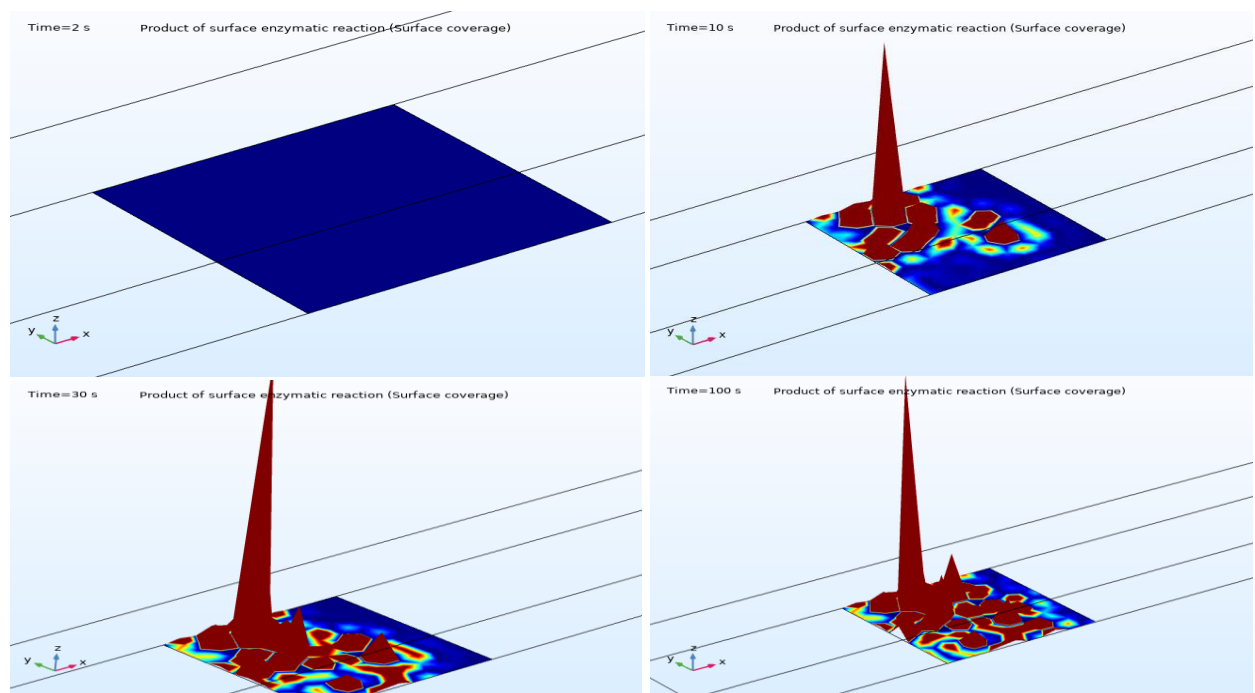 Time=2 s Product of surface enzymatic reaction (Surface coverage)
z
y
x
Time=10 s Product of surface enzymatic reaction (Surface coverage)
z
y
x
Time=30 s Product of surface enzymatic reaction (Surface coverage)
z
y
x
Time=100 s Product of surface enzymatic reaction (Surface coverage)
z
y
x